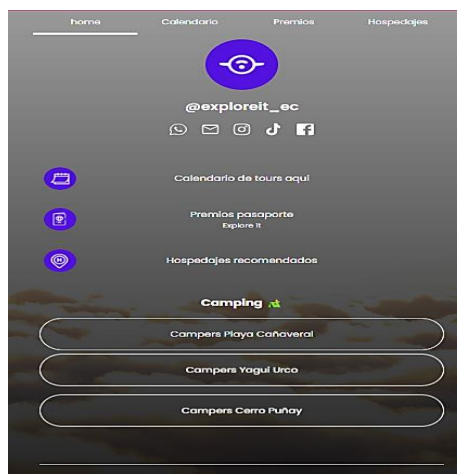 home Calendario Premios Hospedajes
@exploreit_ec
Calendario de tours aquí
Premios pasaporte
Explore It
Hospedajes recomendados
Camping
Campers Playa Cañaveral
Campers Yagui Urco
Campers Cerro Puñay